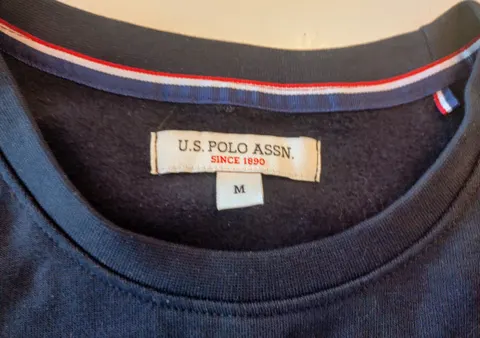 U.S. POLO ASSN.
SINCE 1890
M